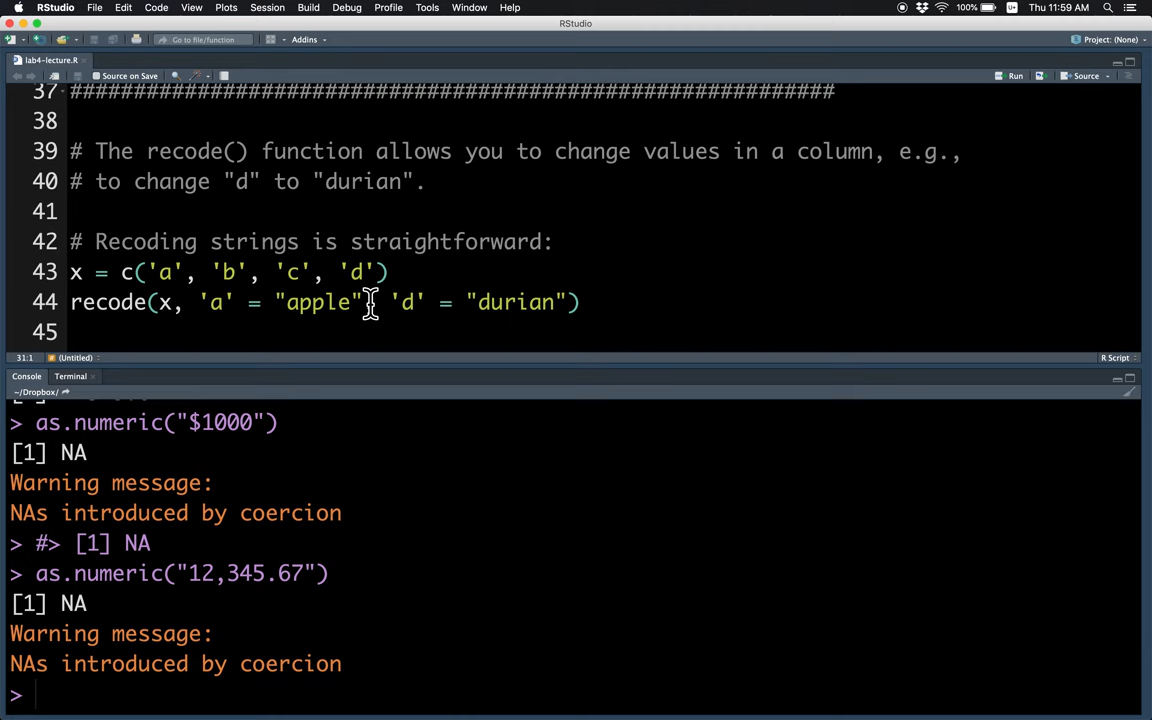 RStudio File Edit Code View Plots Session Build Debug Profile Tools Window Help 100% Thu 11:59 AM
RStudio
Go to file/function Addins Project: (None)
lab4-lecture.R
Source on Save Run Source
37 ############################################################
38
39 # The recode() function allows you to change values in a column, e.g.,
40 # to change "d" to "durian".
41
42 # Recoding strings is straightforward:
43 x = c('a', 'b', 'c', 'd')
44 recode(x, 'a' = "apple", 'd' = "durian")
45
31:1 (Untitled) R Script
Console Terminal
~/Dropbox/
> as.numeric("$1000")
[1] NA
Warning message:
NAs introduced by coercion
> #> [1] NA
> as.numeric("12,345.67")
[1] NA
Warning message:
NAs introduced by coercion
>